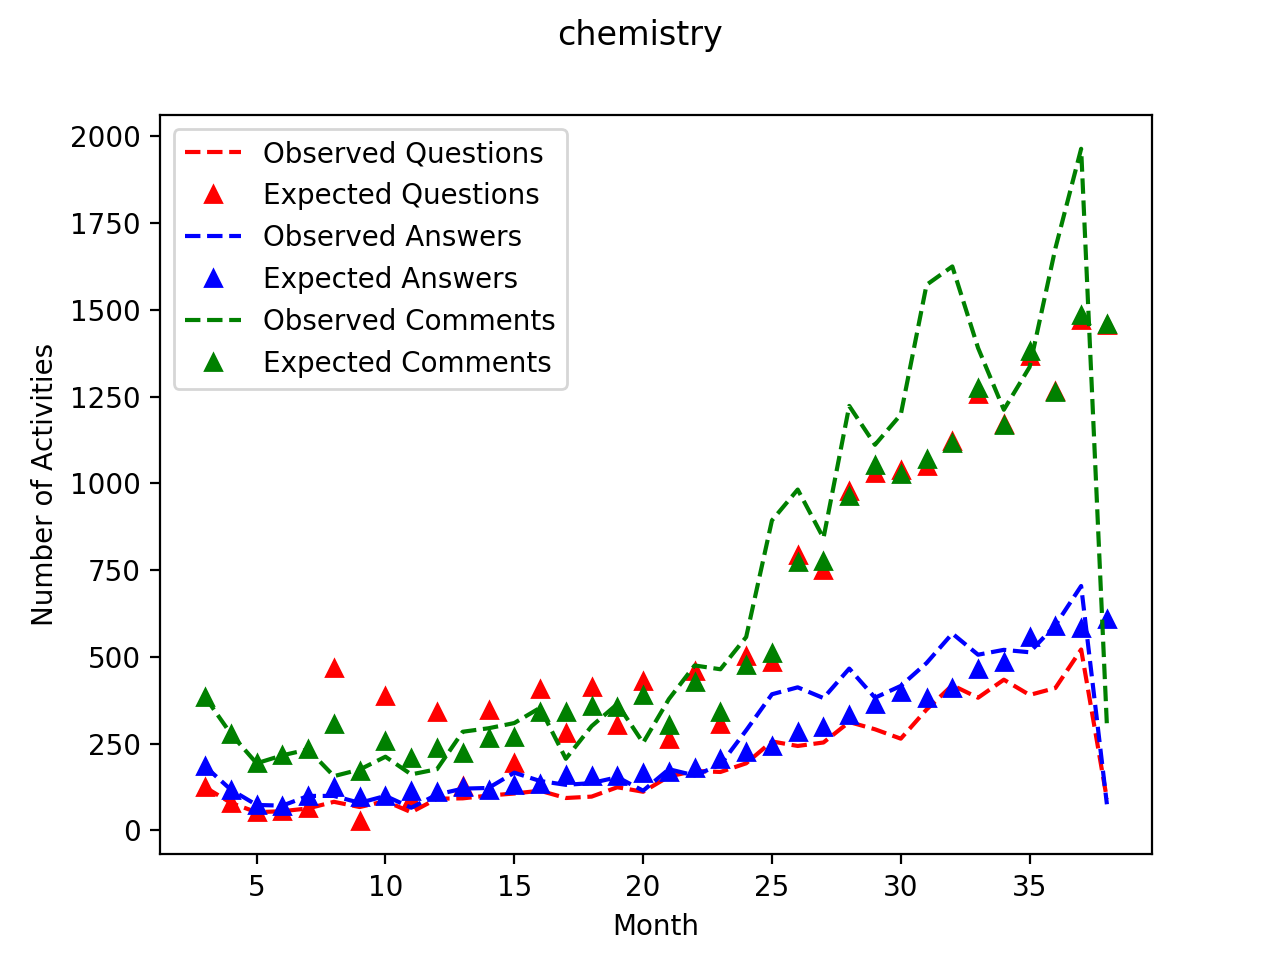 chemistry
2000
1750
1500
1250
1000
750
500
250
0
Number of Activities
Observed Questions
Expected Questions
Observed Answers
Expected Answers
Observed Comments
Expected Comments
5 10 15 20 25 30 35
Month